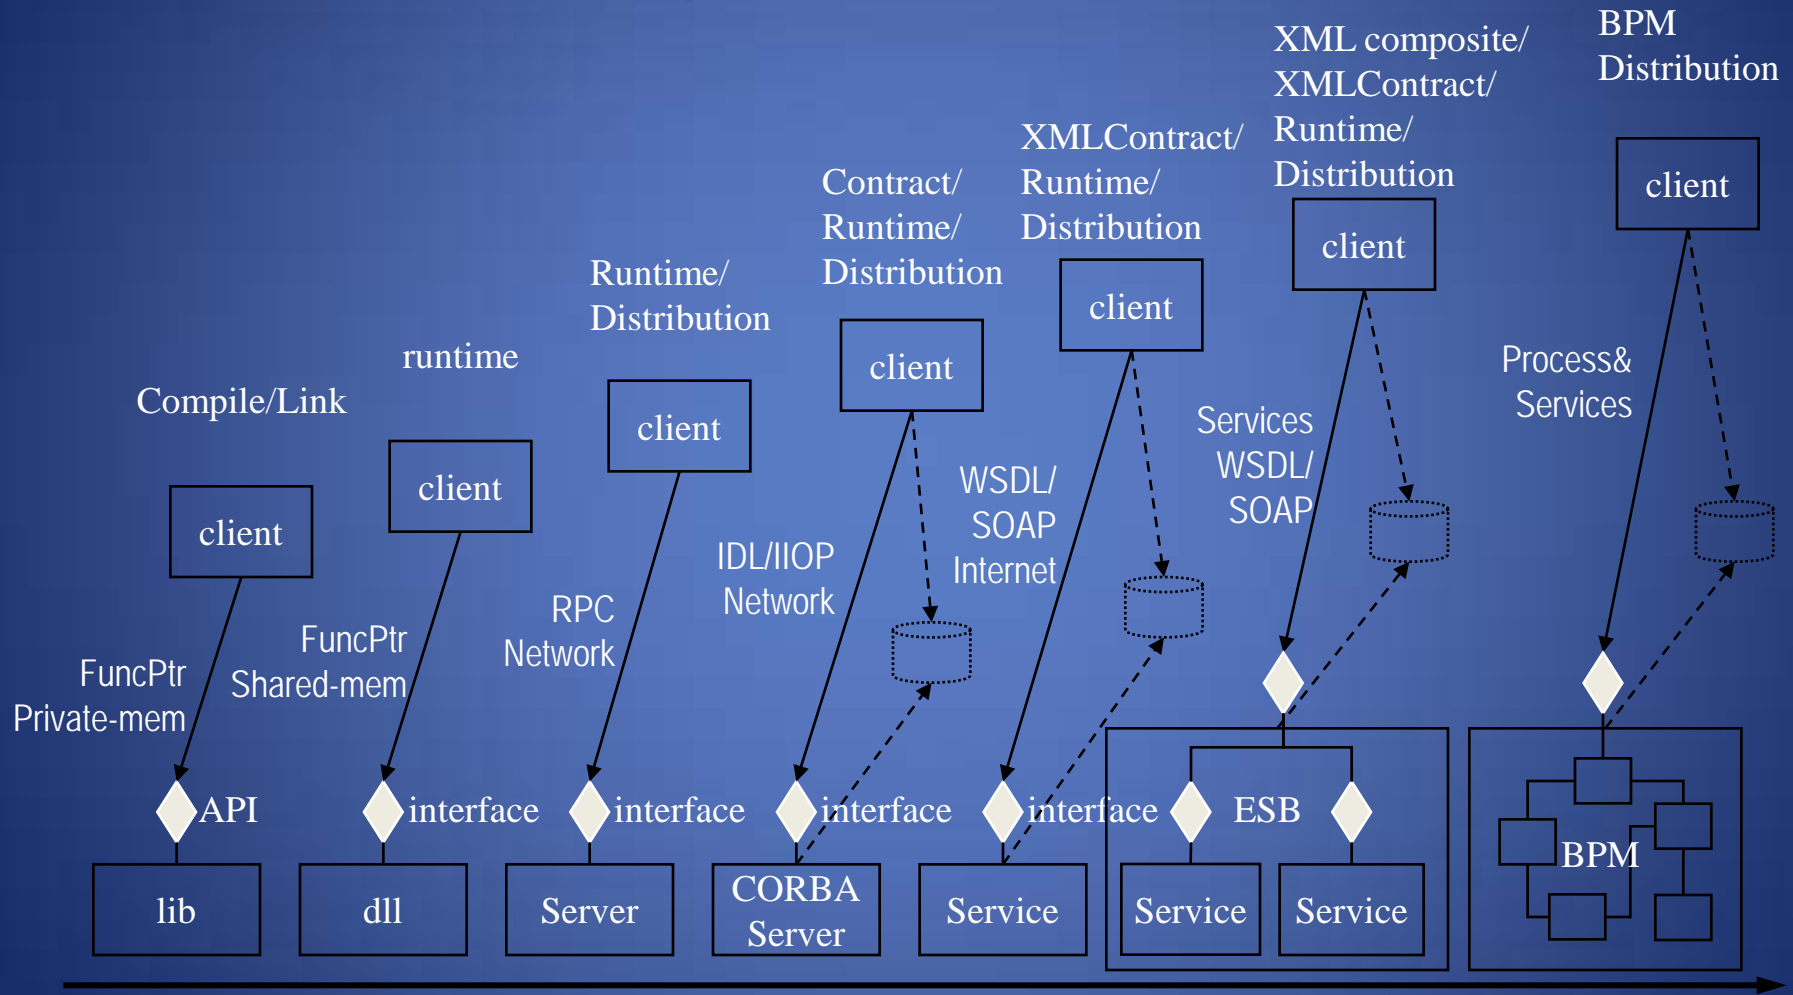 Compile/Link
client
FuncPtr
Private-mem
API
lib
runtime
client
FuncPtr
Shared-mem
interface
dll
Runtime/
Distribution
client
RPC
Network
interface
Server
Contract/
Runtime/
Distribution
client
IDL/IIOP
Network
interface
CORBA
Server
XMLContract/
Runtime/
Distribution
client
WSDL/
SOAP
Internet
interface
Service
XML composite/
XMLContract/
Runtime/
Distribution
client
Services
WSDL/
SOAP
ESB
Service
Service
BPM
Distribution
client
Process&
Services
BPM